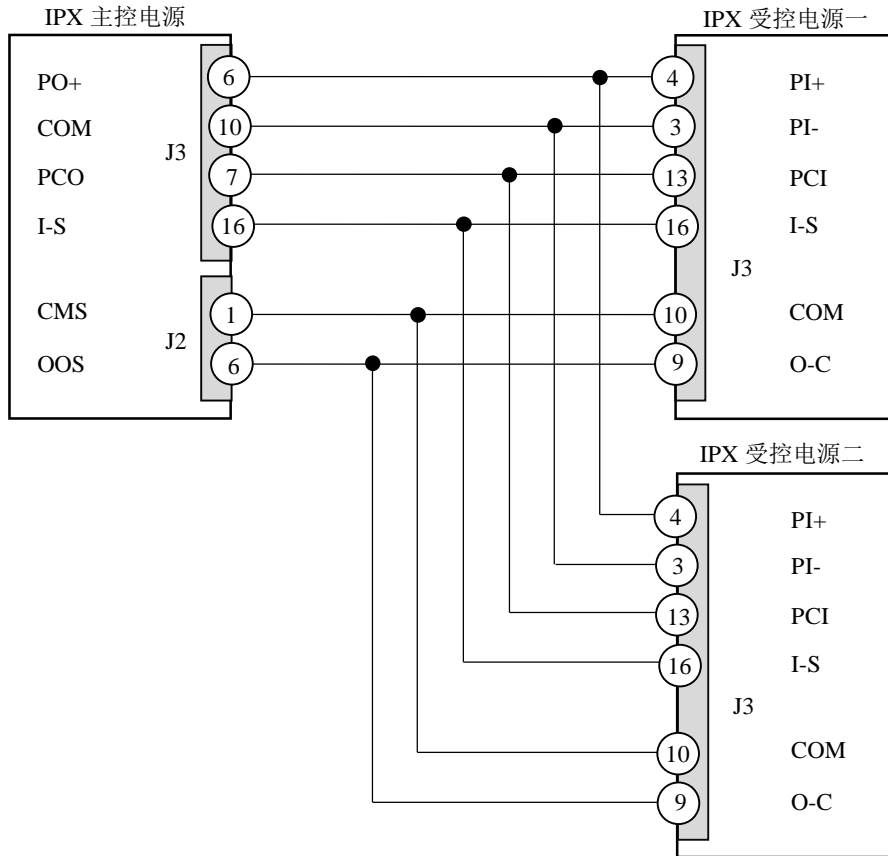 IPX 主控电源
PO+
COM
PCO
I-S
CMS
OOS
J3
J2
6
10
7
16
1
6
IPX 受控电源一
4
3
13
16
10
9
J3
PI+
PI-
PCI
I-S
COM
O-C
IPX 受控电源二
4
3
13
16
10
9
J3
PI+
PI-
PCI
I-S
COM
O-C